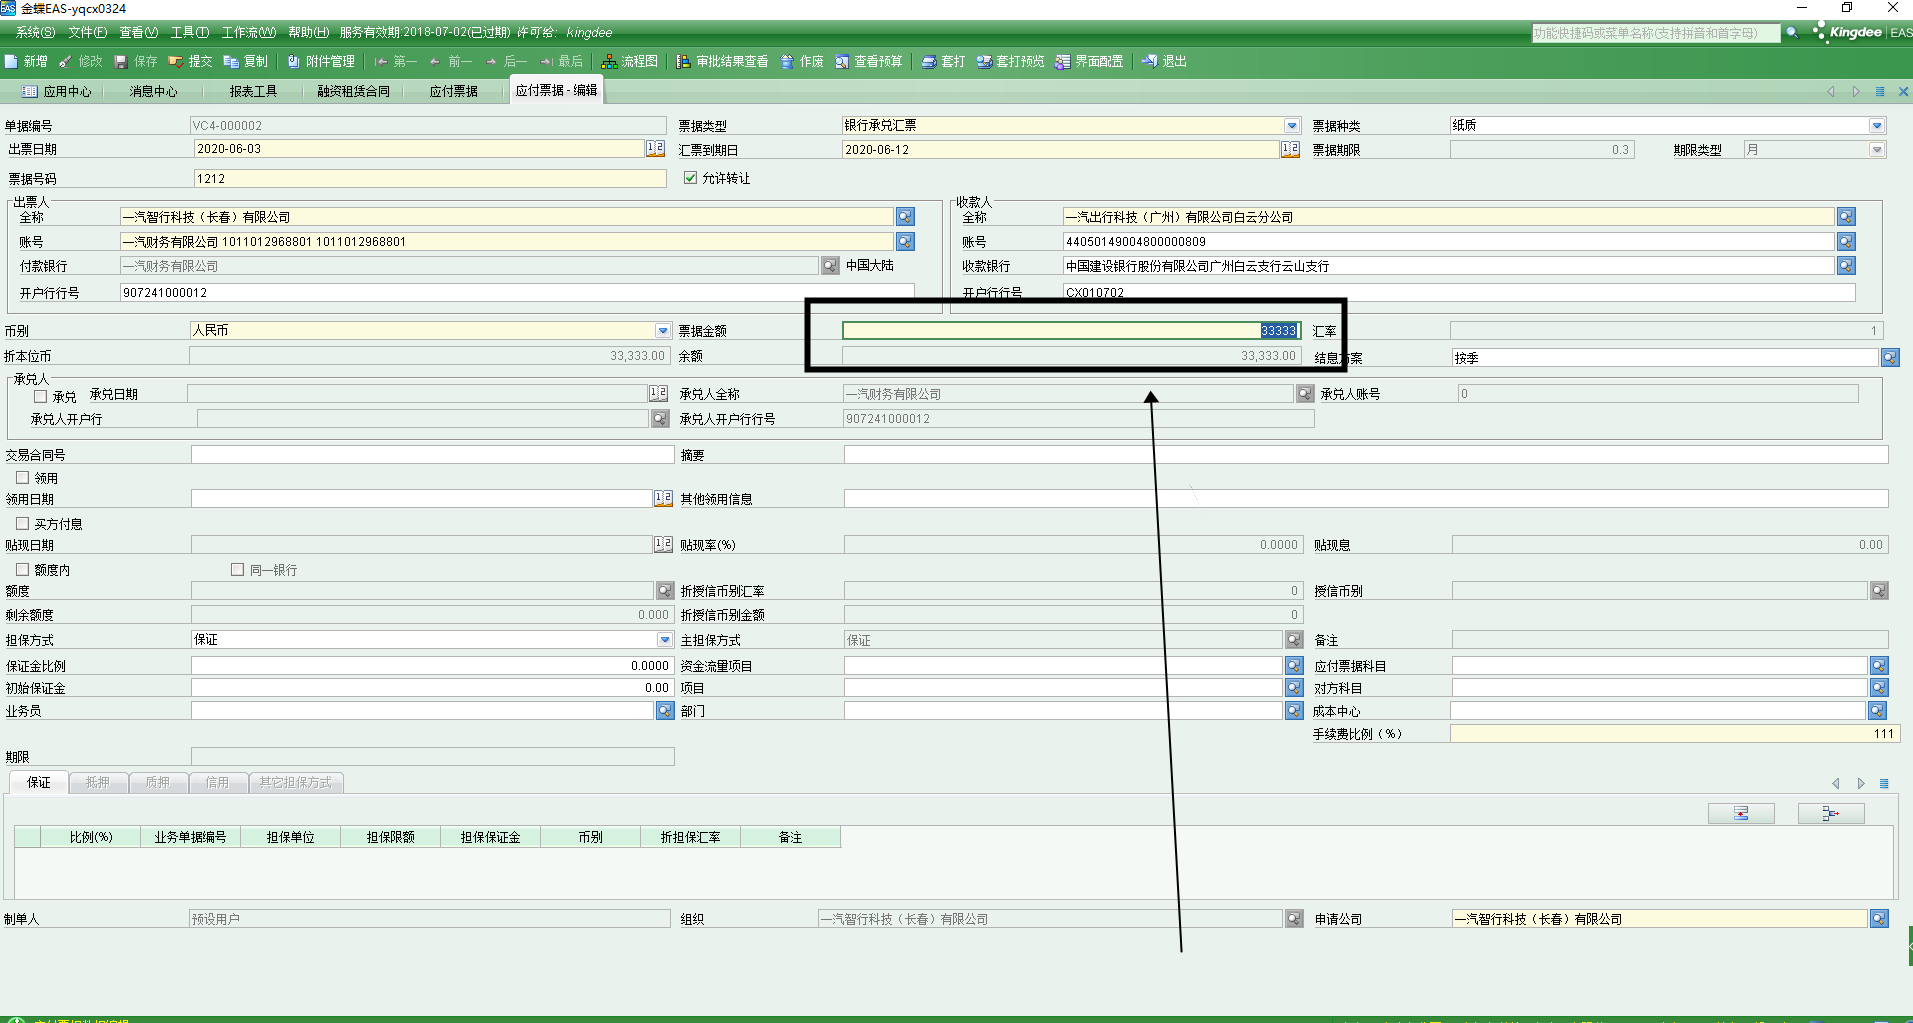 金蝶EAS-yqcx0324
系统(S) 文件(F) 查看(V) 工具(T) 工作流(W) 帮助(H) 服务有效期:2018-07-02(已过期) 许可给: kingdee
功能快捷码或菜单名称(支持拼音和首字母) Kingdee EAS
新增 修改 保存 提交 复制 附件管理 第一 前一 后一 最后 流程图 审批结果查看 作废 查看预算 套打 套打预览 界面配置 退出
应用中心 消息中心 报表工具 融资租赁合同 应付票据 应付票据 - 编辑
单据编号 VC4-000002 票据类型 银行承兑汇票 票据种类 纸质
出票日期 2020-06-03 汇票到期日 2020-06-12 票据期限 0.3 期限类型 月
票据号码 1212 允许转让
出票人 收款人
全称 一汽智行科技（长春）有限公司 全称 一汽出行科技（广州）有限公司白云分公司
账号 一汽财务有限公司 1011012968801 1011012968801 账号 44050149004800000809
付款银行 一汽财务有限公司 中国大陆 收款银行 中国建设银行股份有限公司广州白云支行云山支行
开户行行号 907241000012 开户行行号 CX010702
币别 人民币 票据金额 33333 汇率 1
折本位币 33,333.00 余额 33,333.00 结息方案 按季
承兑人
承兑 承兑日期 承兑人全称 一汽财务有限公司 承兑人账号 0
承兑人开户行 承兑人开户行行号 907241000012
交易合同号 摘要
领用
领用日期 其他领用信息
买方付息
贴现日期 贴现率(%) 0.0000 贴现息 0.00
额度内 同一银行
额度 折授信币别汇率 0 授信币别
剩余额度 0.000 折授信币别金额 0
担保方式 保证 主担保方式 保证 备注
保证金比例 0.0000 资金流量项目 应付票据科目
初始保证金 0.00 项目 对方科目
业务员 部门 成本中心
手续费比例（%） 111
期限
保证 抵押 质押 信用 其它担保方式
比例(%) 业务单据编号 担保单位 担保限额 担保保证金 币别 折担保汇率 备注
制单人 预设用户 组织 一汽智行科技（长春）有限公司 申请公司 一汽智行科技（长春）有限公司